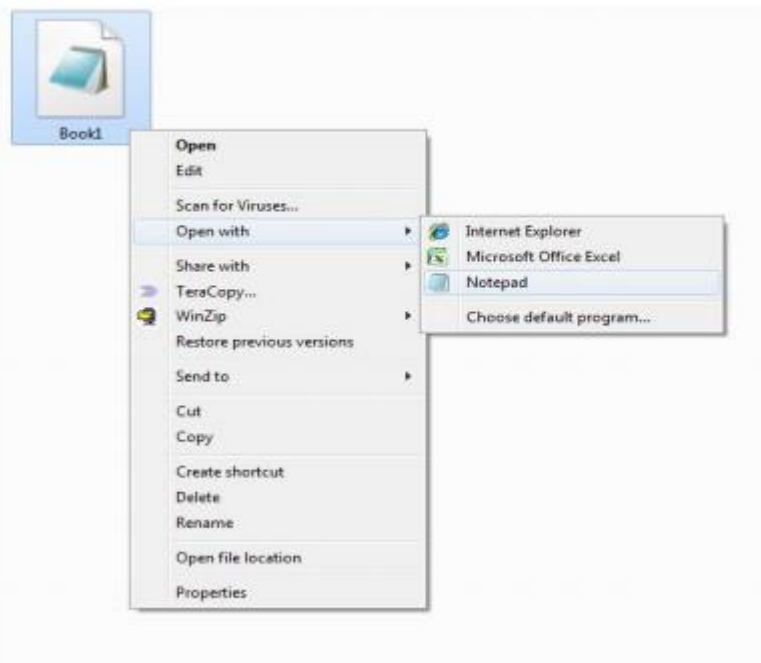 Book1
Open
Edit
Scan for Viruses...
Open with
Internet Explorer
Microsoft Office Excel
Notepad
Choose default program...
Share with
TeraCopy...
WinZip
Restore previous versions
Send to
Cut
Copy
Create shortcut
Delete
Rename
Open file location
Properties